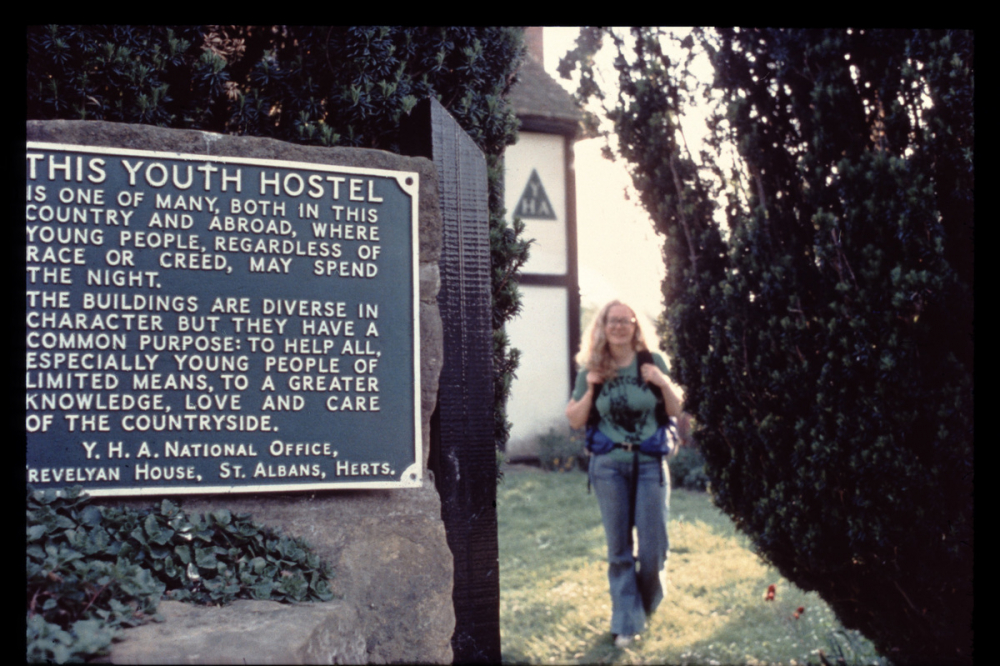 THIS YOUTH HOSTEL
IS ONE OF MANY, BOTH IN THIS
COUNTRY AND ABROAD, WHERE
YOUNG PEOPLE, REGARDLESS OF
RACE OR CREED, MAY SPEND
THE NIGHT.
THE BUILDINGS ARE DIVERSE IN
CHARACTER BUT THEY HAVE A
COMMON PURPOSE: TO HELP ALL,
ESPECIALLY YOUNG PEOPLE OF
LIMITED MEANS, TO A GREATER
KNOWLEDGE, LOVE AND CARE
OF THE COUNTRYSIDE.
Y. H. A. NATIONAL OFFICE,
REVELYAN HOUSE, ST. ALBANS, HERTS.
Y
HA